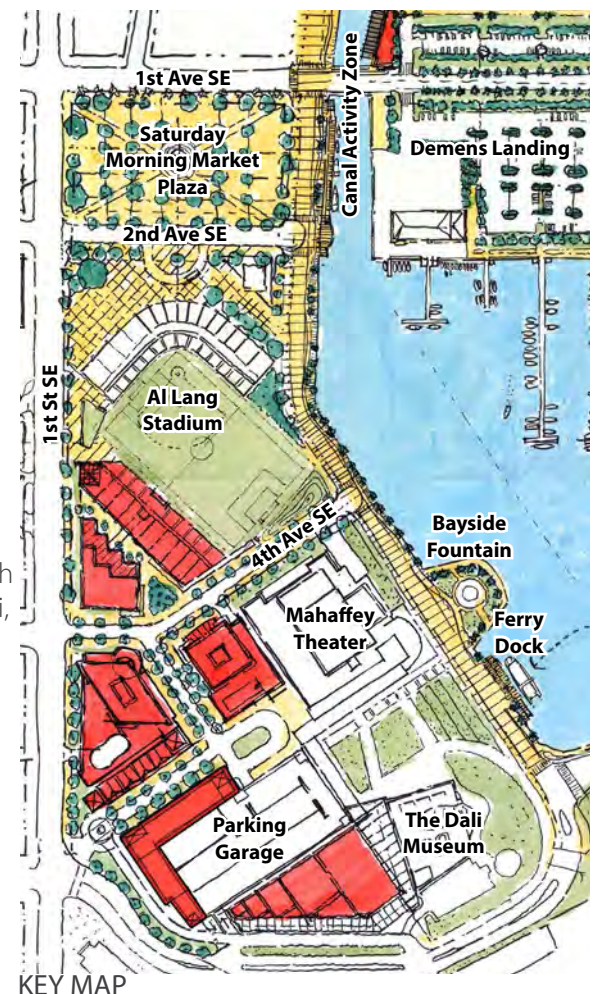 1st Ave SE
Canal Activity Zone
Saturday
Morning Market
Plaza
Demens Landing
2nd Ave SE
1st St SE
Al Lang
Stadium
4th Ave SE
Bayside
Fountain
h
i,
Mahaffey
Theater
Ferry
Dock
Parking
Garage
The Dali
Museum
KEY MAP